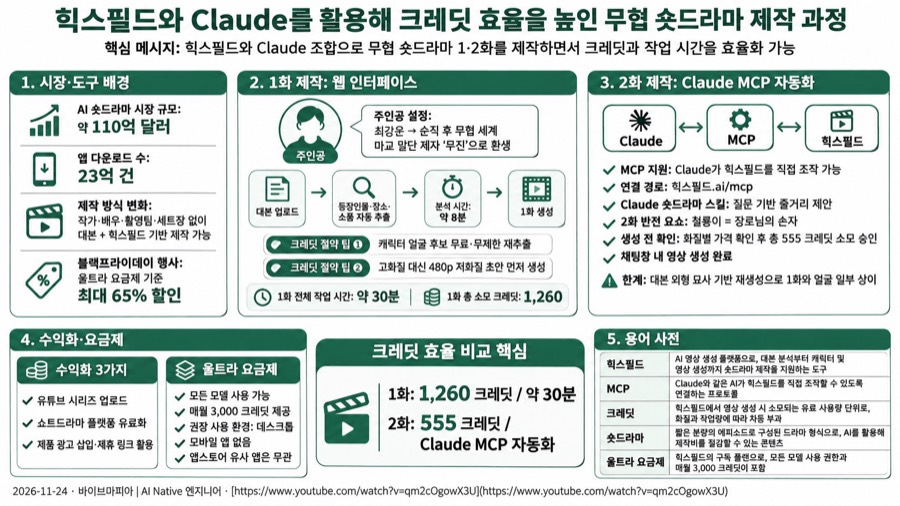 힉스필드와 Claude를 활용해 크레딧 효율을 높인 무협 숏드라마 제작 과정
핵심 메시지: 힉스필드와 Claude 조합으로 무협 숏드라마 1·2화를 제작하면서 크레딧과 작업 시간을 효율화 가능
1. 시장·도구 배경
AI 숏드라마 시장 규모:
약 110억 달러
앱 다운로드 수:
23억 건
제작 방식 변화:
작가·배우·촬영팀·세트장 없이
대본 + 힉스필드 기반 제작 가능
블랙프라이데이 행사:
울트라 요금제 기준
최대 65% 할인
2. 1화 제작: 웹 인터페이스
주인공
주인공 설정:
최강운 → 순직 후 무협 세계
마교 말단 제자 '무진'으로 환생
대본 업로드
등장인물·장소·
소품 자동 추출
분석 시간:
약 8분
1화 생성
크레딧 절약 팁 1
캐릭터 얼굴 후보 무료·무제한 재추출
크레딧 절약 팁 2
고화질 대신 480p 저화질 초안 먼저 생성
1화 전체 작업 시간: 약 30분
1화 총 소모 크레딧: 1,260
3. 2화 제작: Claude MCP 자동화
Claude
MCP
힉스필드
MCP 지원: Claude가 힉스필드를 직접 조작 가능
연결 경로: 힉스필드.ai/mcp
Claude 숏드라마 스킬: 질문 기반 줄거리 제안
2화 반전 요소: 철룡이 = 장로님의 손자
생성 전 확인: 화질별 가격 확인 후 총 555 크레딧 소모 승인
채팅창 내 영상 생성 완료
한계: 대본 외형 묘사 기반 재생성으로 1화와 얼굴 일부 상이
4. 수익화·요금제
수익화 3가지
유튜브 시리즈 업로드
쇼트드라마 플랫폼 유료화
제품 광고 삽입·제휴 링크 활용
울트라 요금제
모든 모델 사용 가능
매월 3,000 크레딧 제공
권장 사용 환경: 데스크톱
모바일 앱 없음
앱스토어 유사 앱은 무관
크레딧 효율 비교 핵심
1화: 1,260 크레딧 / 약 30분
2화: 555 크레딧 /
Claude MCP 자동화
5. 용어 사전
힉스필드
AI 영상 생성 플랫폼으로, 대본 분석부터 캐릭터 및
영상 생성까지 숏드라마 제작을 지원하는 도구
MCP
Claude와 같은 AI가 힉스필드를 직접 조작할 수 있도록
연결하는 프로토콜
크레딧
힉스필드에서 영상 생성 시 소모되는 유료 사용량 단위로,
화질과 작업량에 따라 차등 부과
숏드라마
짧은 분량의 에피소드로 구성된 드라마 형식으로, AI를 활용해
제작비를 절감할 수 있는 콘텐츠
울트라 요금제
힉스필드의 구독 플랜으로, 모든 모델 사용 권한과
매월 3,000 크레딧이 포함
2026-11-24 · 바이브마피아 | AI Native 엔지니어 · [https://www.youtube.com/watch?v=qm2cOgowX3U](https://www.youtube.com/watch?v=qm2cOgowX3U)